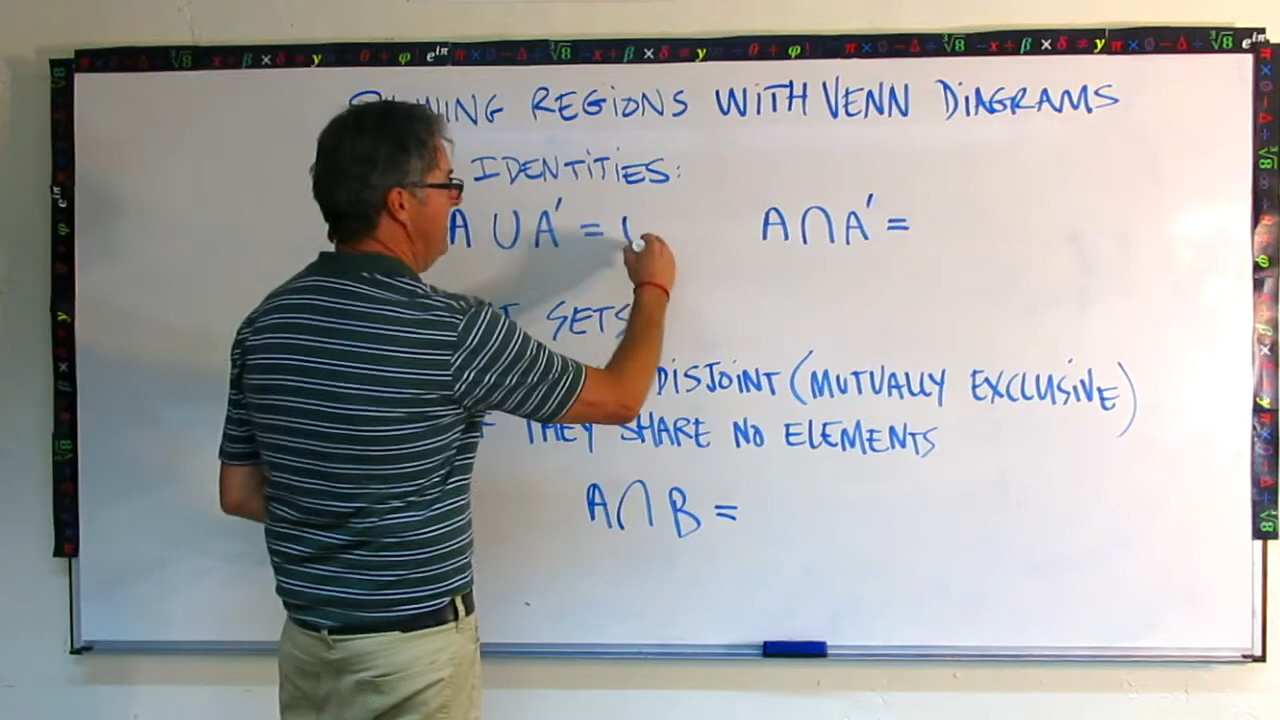 REGIONS WITH VENN DIAGRAMS
IDENTITIES:
A ∪ A' = A ∩ A' =
SETS
DISJOINT (MUTUALLY EXCLUSIVE)
THEY SHARE NO ELEMENTS
A ∩ B =